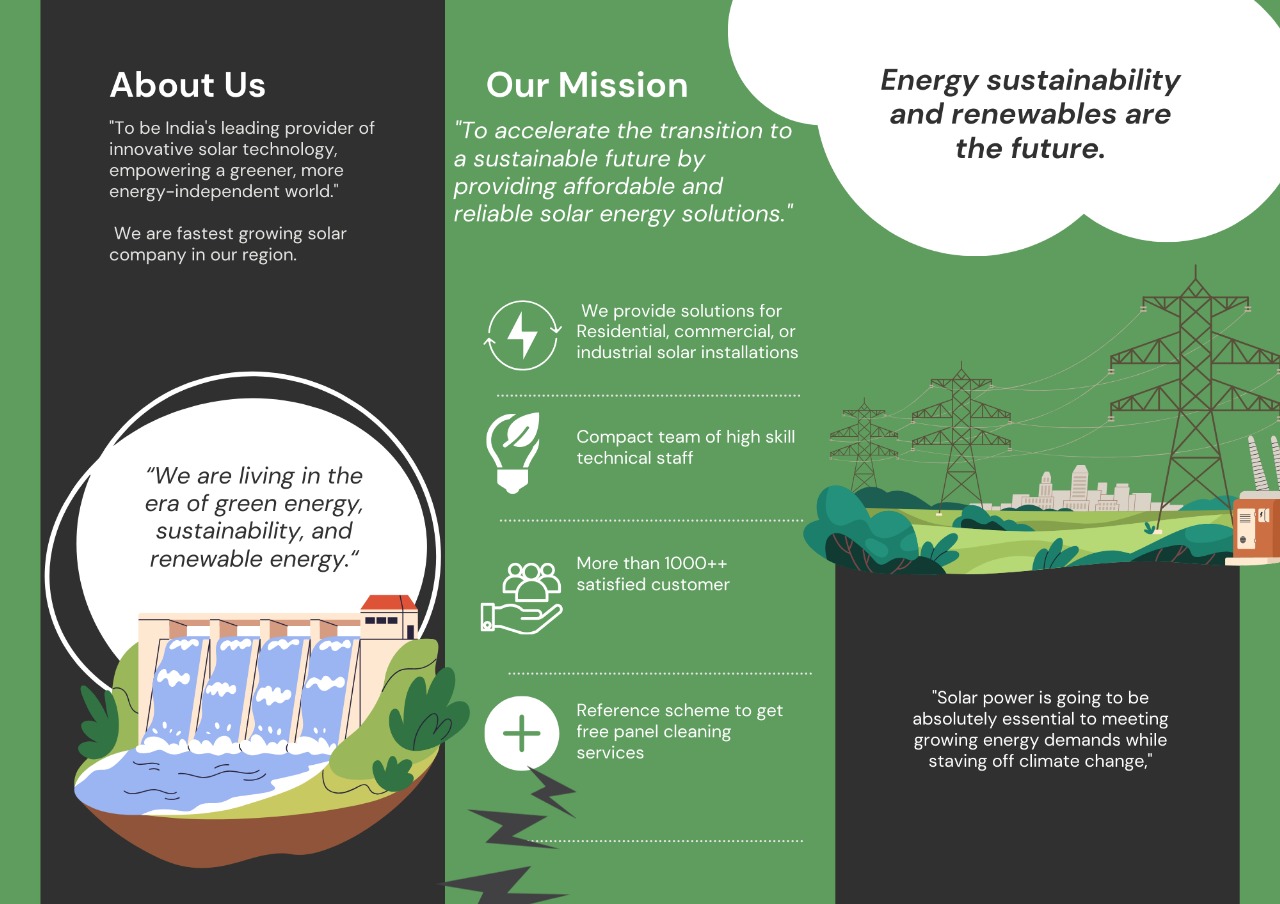 About Us
"To be India's leading provider of
innovative solar technology,
empowering a greener, more
energy-independent world."
We are fastest growing solar
company in our region.
“We are living in the
era of green energy,
sustainability, and
renewable energy.“
Our Mission
"To accelerate the transition to
a sustainable future by
providing affordable and
reliable solar energy solutions."
We provide solutions for
Residential, commercial, or
industrial solar installations
Compact team of high skill
technical staff
More than 1000++
satisfied customer
Reference scheme to get
free panel cleaning
services
Energy sustainability
and renewables are
the future.
"Solar power is going to be
absolutely essential to meeting
growing energy demands while
staving off climate change,"